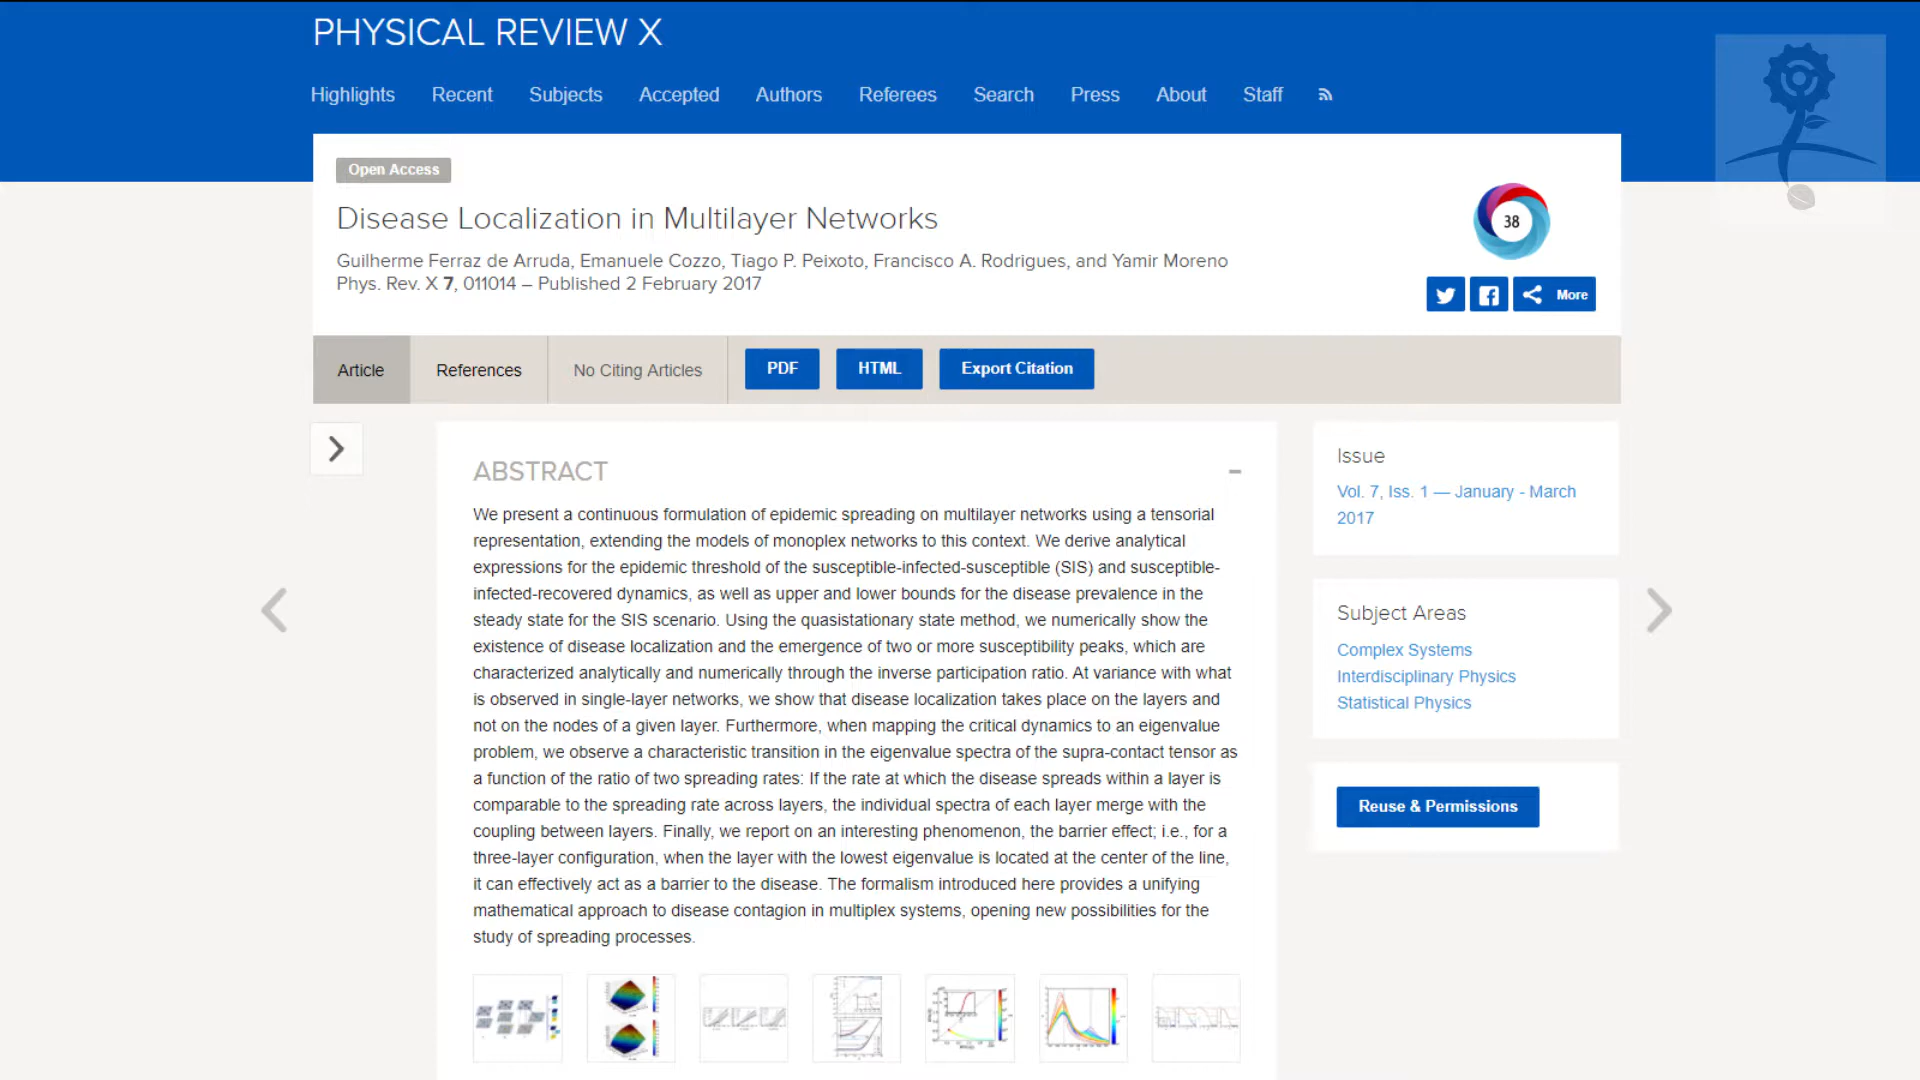 PHYSICAL REVIEW X
Highlights Recent Subjects Accepted Authors Referees Search Press About Staff
Open Access
Disease Localization in Multilayer Networks
38
Guilherme Ferraz de Arruda, Emanuele Cozzo, Tiago P. Peixoto, Francisco A. Rodrigues, and Yamir Moreno
Phys. Rev. X 7, 011014 – Published 2 February 2017
More
Article References No Citing Articles PDF HTML Export Citation
ABSTRACT
We present a continuous formulation of epidemic spreading on multilayer networks using a tensorial
representation, extending the models of monoplex networks to this context. We derive analytical
expressions for the epidemic threshold of the susceptible-infected-susceptible (SIS) and susceptible-
infected-recovered dynamics, as well as upper and lower bounds for the disease prevalence in the
steady state for the SIS scenario. Using the quasistationary state method, we numerically show the
existence of disease localization and the emergence of two or more susceptibility peaks, which are
characterized analytically and numerically through the inverse participation ratio. At variance with what
is observed in single-layer networks, we show that disease localization takes place on the layers and
not on the nodes of a given layer. Furthermore, when mapping the critical dynamics to an eigenvalue
problem, we observe a characteristic transition in the eigenvalue spectra of the supra-contact tensor as
a function of the ratio of two spreading rates: If the rate at which the disease spreads within a layer is
comparable to the spreading rate across layers, the individual spectra of each layer merge with the
coupling between layers. Finally, we report on an interesting phenomenon, the barrier effect; i.e., for a
three-layer configuration, when the layer with the lowest eigenvalue is located at the center of the line,
it can effectively act as a barrier to the disease. The formalism introduced here provides a unifying
mathematical approach to disease contagion in multiplex systems, opening new possibilities for the
study of spreading processes.
Issue
Vol. 7, Iss. 1 — January - March
2017
Subject Areas
Complex Systems
Interdisciplinary Physics
Statistical Physics
Reuse & Permissions